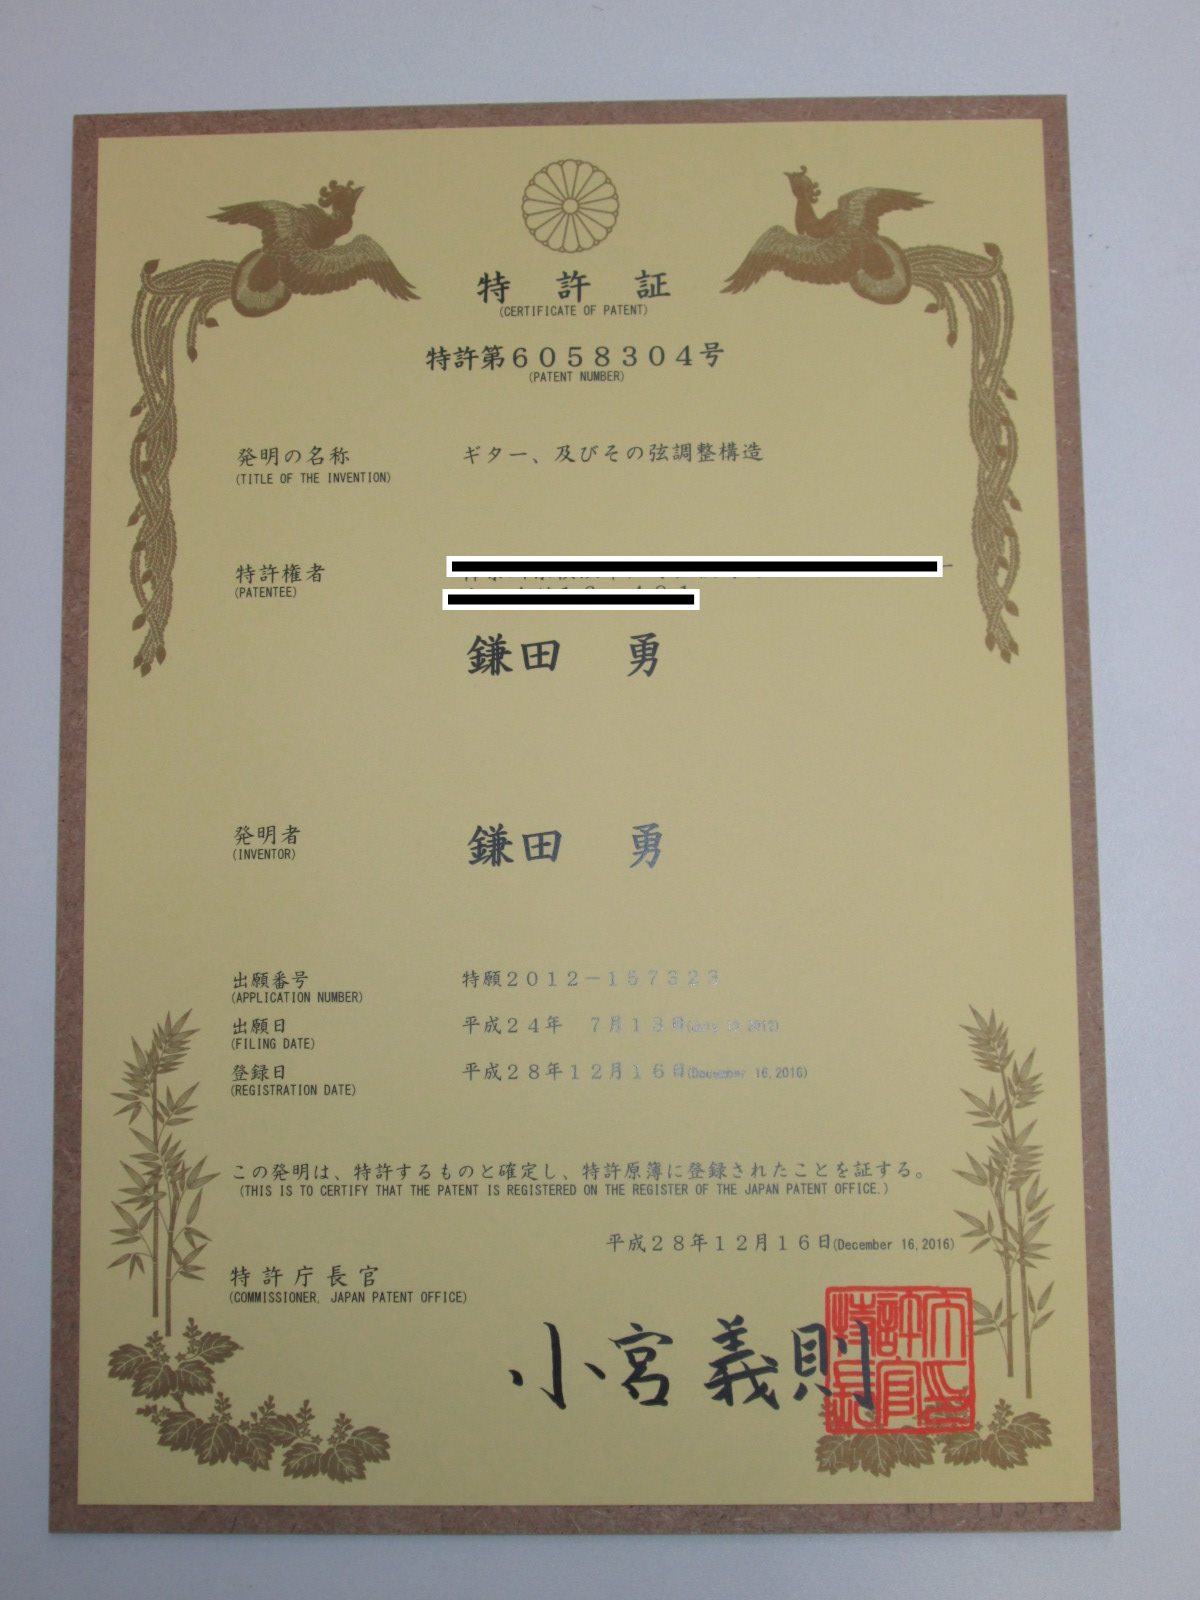 特許証
(CERTIFICATE OF PATENT)
特許第6058304号
(PATENT NUMBER)
発明の名称 ギター、及びその弦調整構造
(TITLE OF THE INVENTION)
特許権者
(PATENTEE)
鎌田 勇
発明者 鎌田 勇
(INVENTOR)
出願番号 特願2012-157323
(APPLICATION NUMBER)
出願日 平成24年 7月13日(July 13,2012)
(FILING DATE)
登録日 平成28年12月16日(December 16,2016)
(REGISTRATION DATE)
この発明は、特許するものと確定し、特許原簿に登録されたことを証する。
(THIS IS TO CERTIFY THAT THE PATENT IS REGISTERED ON THE REGISTER OF THE JAPAN PATENT OFFICE.)
平成28年12月16日(December 16,2016)
特許庁長官
(COMMISSIONER, JAPAN PATENT OFFICE)
小宮義則